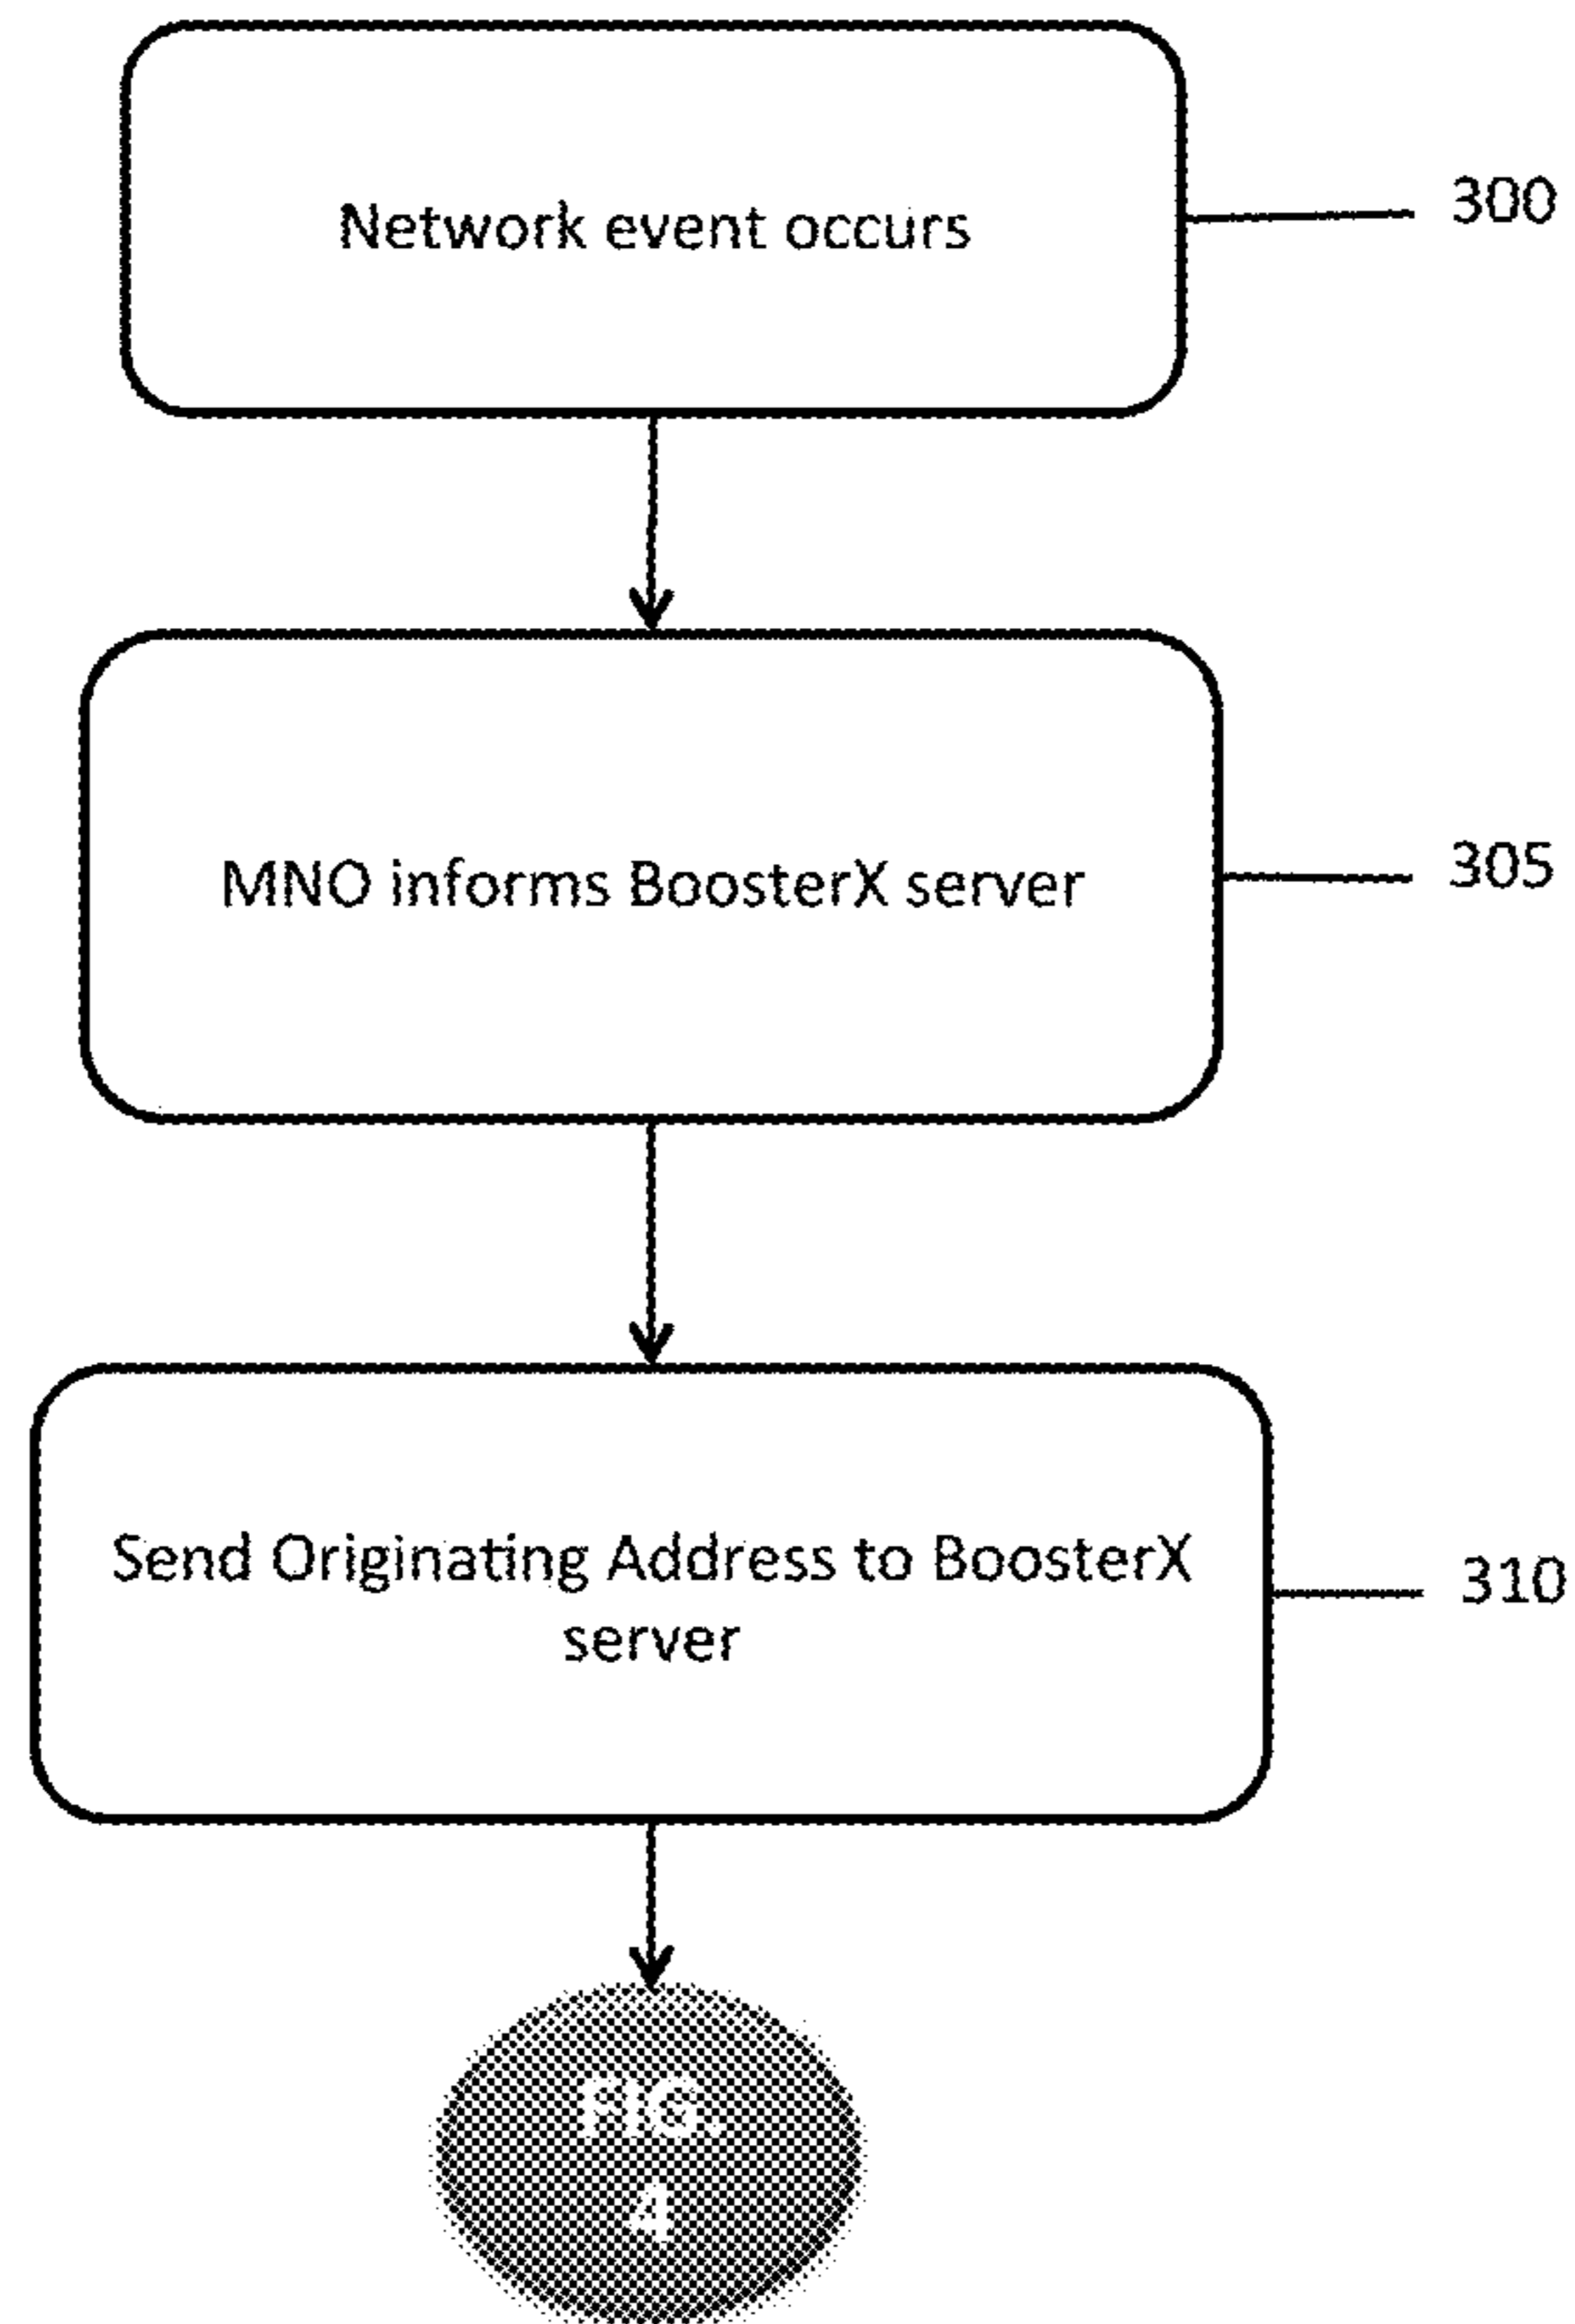 Network event occurs
300
MNO informs BoosterX server
305
Send Originating Address to BoosterX
server
310
FIG.
4